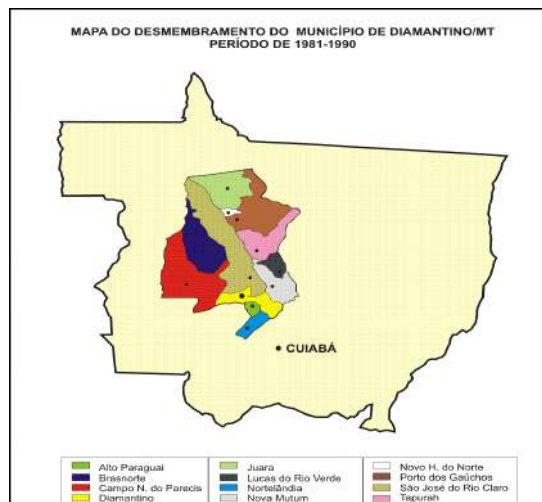 MAPA DO DESMEMBRAMENTO DO MUNICÍPIO DE DIAMANTINO/MT
PERÍODO DE 1981-1990
CUIABÁ
Alto Paraguai
Brasnorte
Campo N. do Parecis
Diamantino
Juara
Lucas do Rio Verde
Nortelândia
Nova Mutum
Novo H. do Norte
Porto dos Gaúchos
São José do Rio Claro
Tapurah